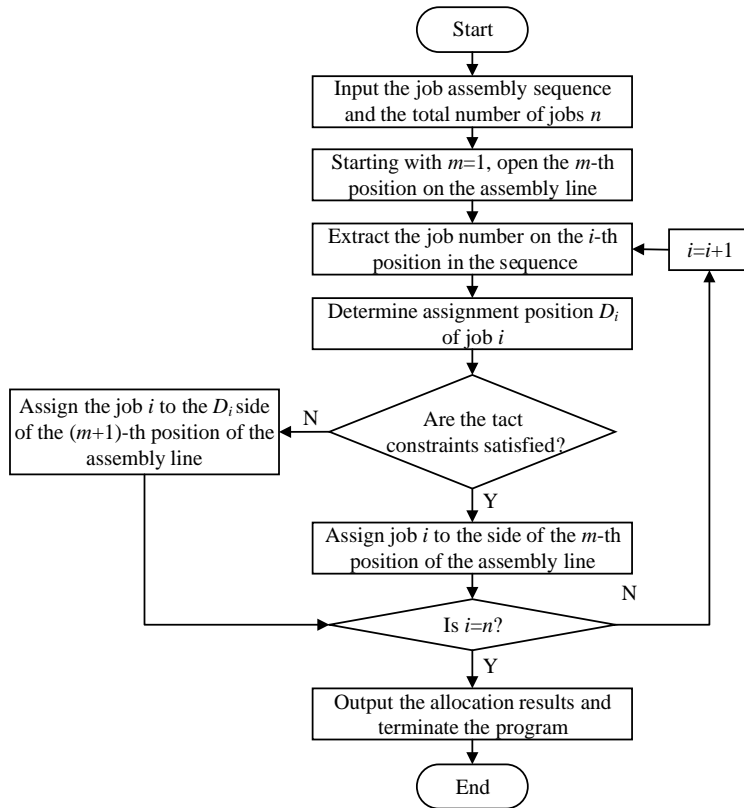 Start
Input the job assembly sequence
and the total number of jobs n
Starting with m=1, open the m-th
position on the assembly line
Extract the job number on the i-th
position in the sequence
i=i+1
Determine assignment position Di
of job i
Assign the job i to the Di side
of the (m+1)-th position of the
assembly line
N
Are the tact
constraints satisfied?
Y
Assign job i to the side of the m-th
position of the assembly line
N
Is i=n?
Y
Output the allocation results and
terminate the program
End